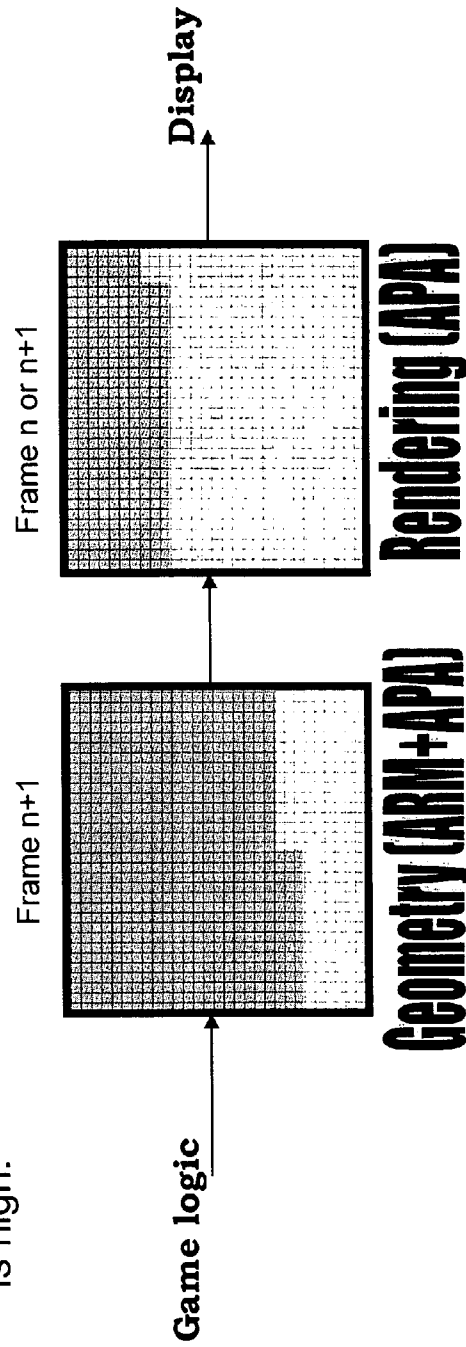 is high.
Frame n+1
Frame n or n+1
Game logic
Display
Geometry (ARM+APA)
Rendering (APA)